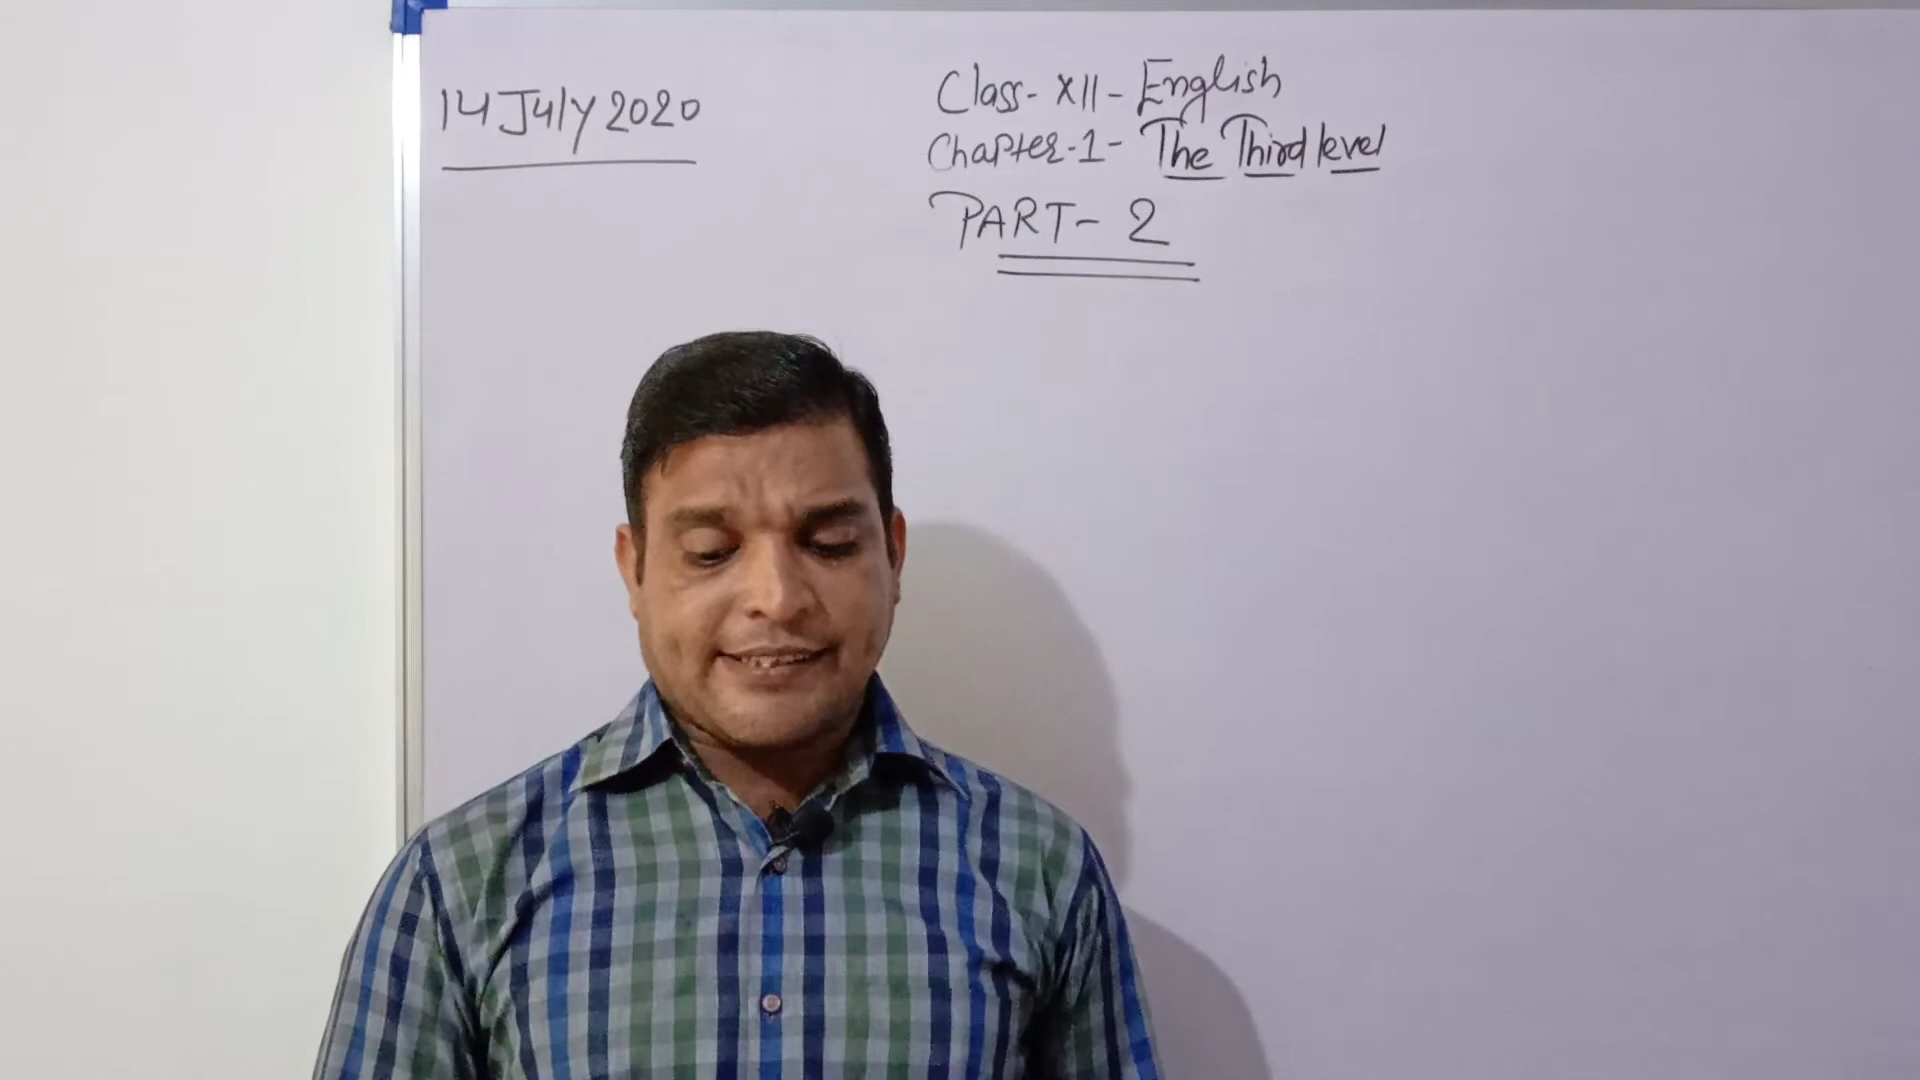 14 July 2020
Class- XII - English
Chapter-1- The Third level
PART- 2